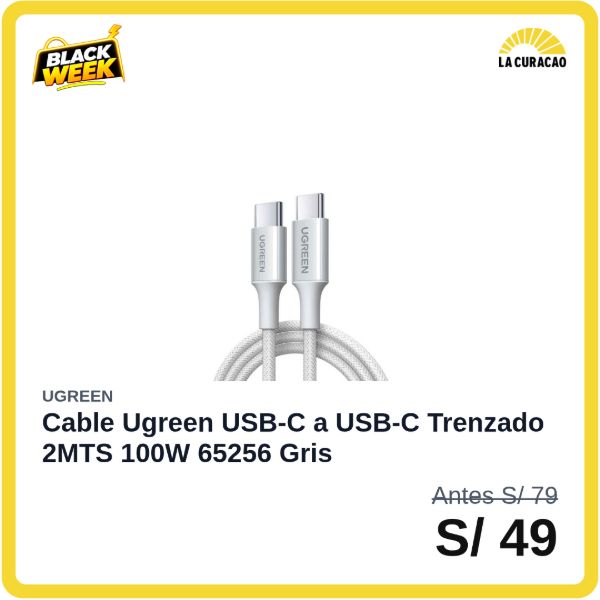 BLACK
WEEK
LA CURACAO
UGREEN
UGREEN
UGREEN
Cable Ugreen USB-C a USB-C Trenzado
2MTS 100W 65256 Gris
Antes S/ 79
S/ 49